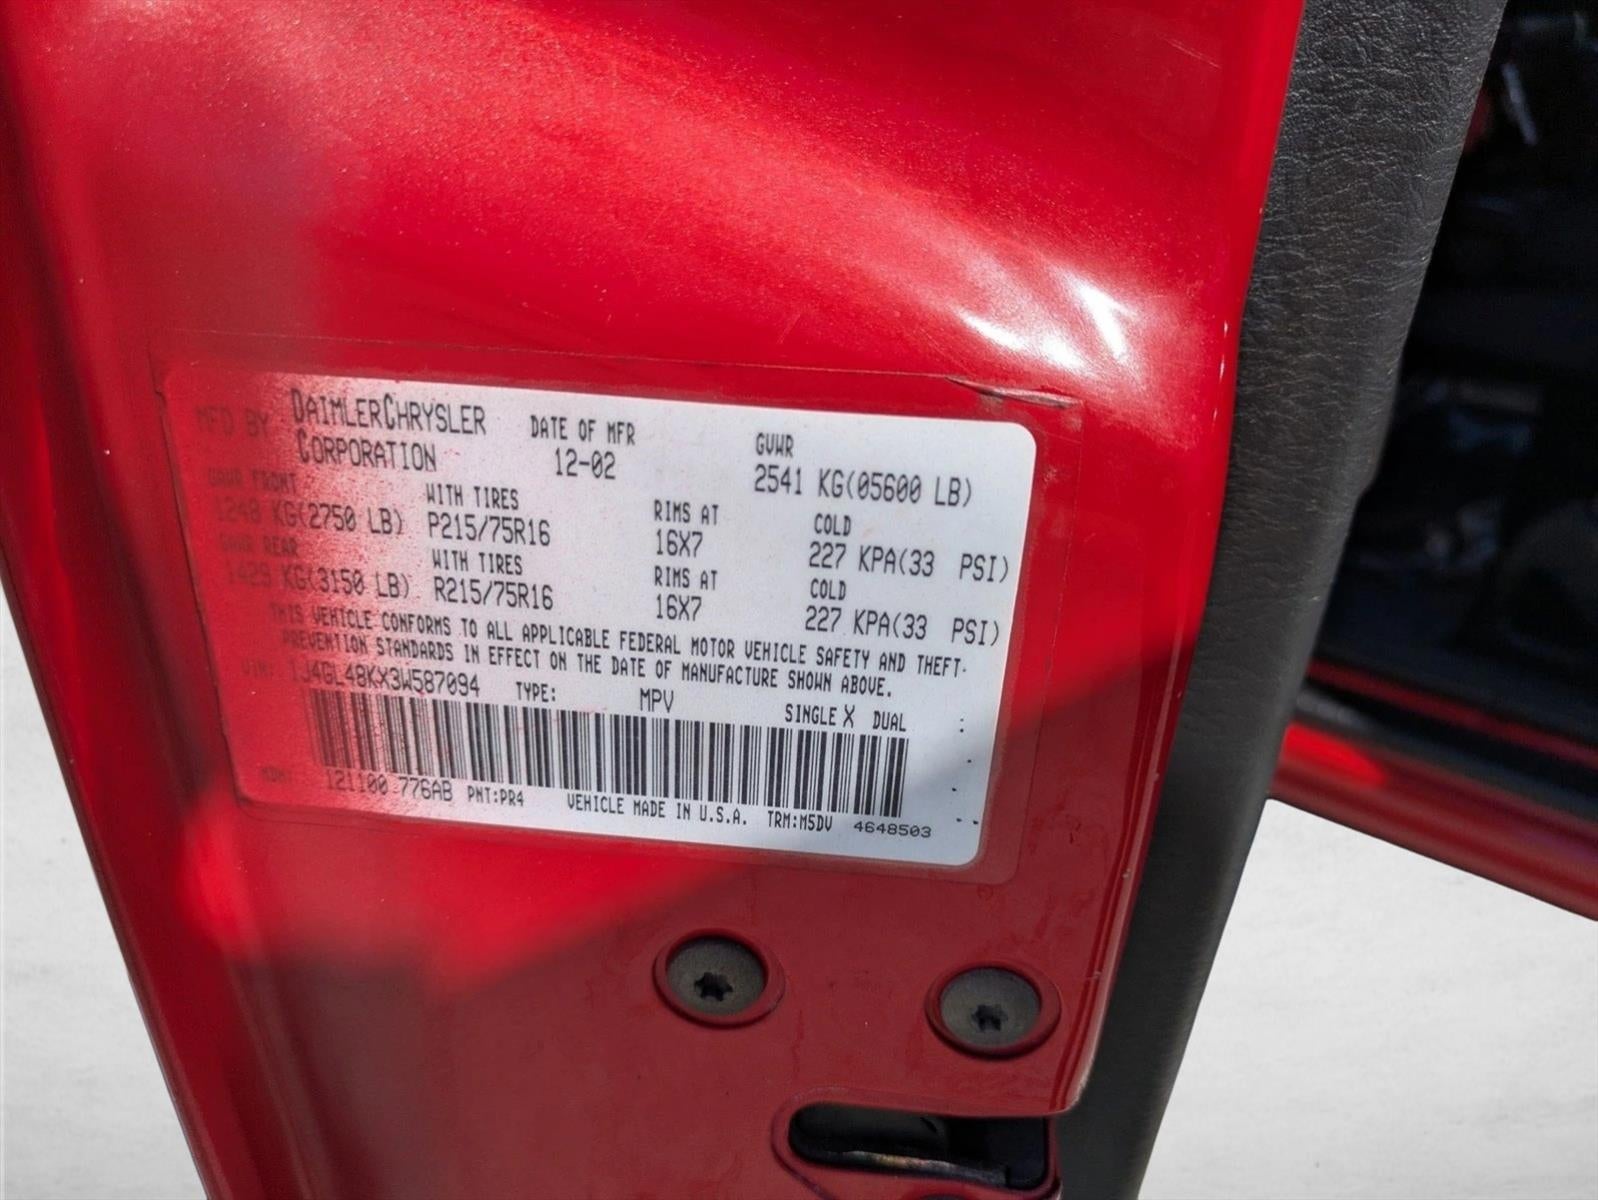 MFD BY DAIMLERCHRYSLER CORPORATION DATE OF MFR 12-02 GVWR 2541 KG(05600 LB)
GAWR FRONT WITH TIRES RIMS AT COLD
1248 KG(2750 LB) P215/75R16 16X7 227 KPA(33 PSI)
GAWR REAR WITH TIRES RIMS AT COLD
1429 KG(3150 LB) R215/75R16 16X7 227 KPA(33 PSI)
THIS VEHICLE CONFORMS TO ALL APPLICABLE FEDERAL MOTOR VEHICLE SAFETY AND THEFT-
PREVENTION STANDARDS IN EFFECT ON THE DATE OF MANUFACTURE SHOWN ABOVE.
VIN: 1J4GL48KX3W587094 TYPE: MPV SINGLE X DUAL
MDH: 121100 776AB PNT:PR4 VEHICLE MADE IN U.S.A. TRM:M5DV 4648503